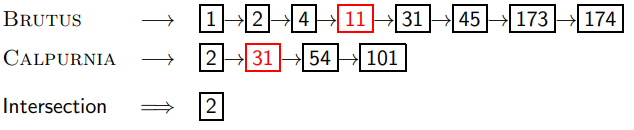 BRUTUS ⟶ 1 → 2 → 4 → 11 → 31 → 45 → 173 → 174
CALPURNIA ⟶ 2 → 31 → 54 → 101
Intersection ⟹ 2